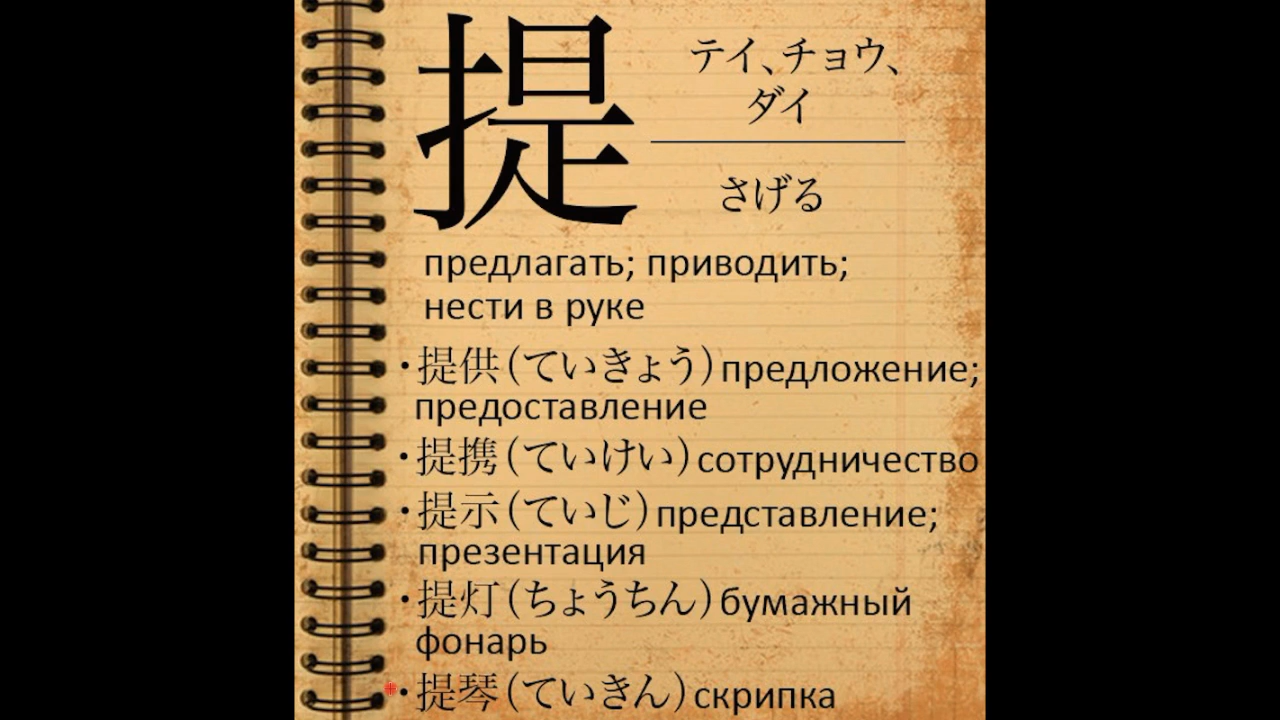 提
テイ、チョウ、
ダイ
さげる
предлагать; приводить;
нести в руке
・提供(ていきょう)предложение;
предоставление
・提携(ていけい)сотрудничество
・提示(ていじ)представление;
презентация
・提灯(ちょうちん)бумажный
фонарь
・提琴(ていきん)скрипка